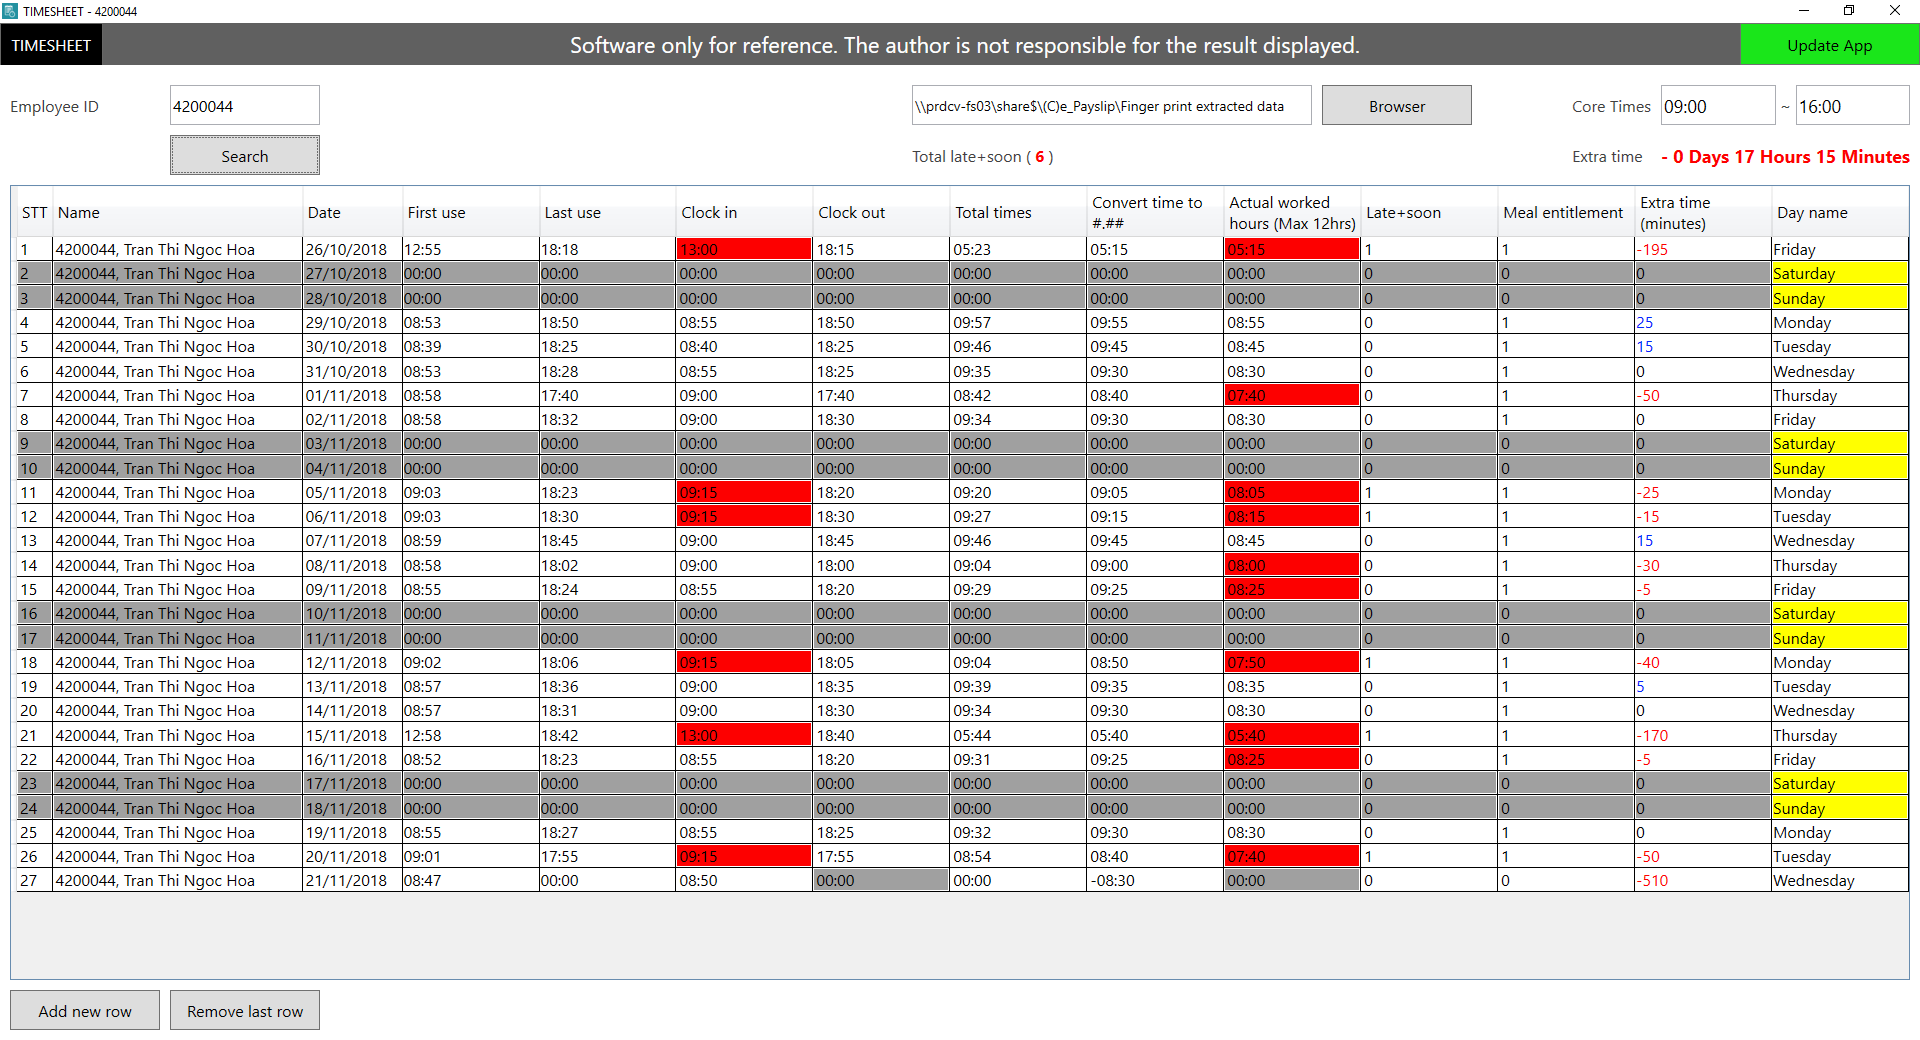 TIMESHEET - 4200044
TIMESHEET Software only for reference. The author is not responsible for the result displayed. Update App
Employee ID 4200044 \\prdcv-fs03\share$\(C)e_Payslip\Finger print extracted data Browser Core Times 09:00 ~ 16:00
Search Total late+soon ( 6 ) Extra time - 0 Days 17 Hours 15 Minutes
STT Name Date First use Last use Clock in Clock out Total times Convert time to #.## Actual worked hours (Max 12hrs) Late+soon Meal entitlement Extra time (minutes) Day name
1 4200044, Tran Thi Ngoc Hoa 26/10/2018 12:55 18:18 13:00 18:15 05:23 05:15 05:15 1 1 -195 Friday
2 4200044, Tran Thi Ngoc Hoa 27/10/2018 00:00 00:00 00:00 00:00 00:00 00:00 00:00 0 0 0 Saturday
3 4200044, Tran Thi Ngoc Hoa 28/10/2018 00:00 00:00 00:00 00:00 00:00 00:00 00:00 0 0 0 Sunday
4 4200044, Tran Thi Ngoc Hoa 29/10/2018 08:53 18:50 08:55 18:50 09:57 09:55 08:55 0 1 25 Monday
5 4200044, Tran Thi Ngoc Hoa 30/10/2018 08:39 18:25 08:40 18:25 09:46 09:45 08:45 0 1 15 Tuesday
6 4200044, Tran Thi Ngoc Hoa 31/10/2018 08:53 18:28 08:55 18:25 09:35 09:30 08:30 0 1 0 Wednesday
7 4200044, Tran Thi Ngoc Hoa 01/11/2018 08:58 17:40 09:00 17:40 08:42 08:40 07:40 0 1 -50 Thursday
8 4200044, Tran Thi Ngoc Hoa 02/11/2018 08:58 18:32 09:00 18:30 09:34 09:30 08:30 0 1 0 Friday
9 4200044, Tran Thi Ngoc Hoa 03/11/2018 00:00 00:00 00:00 00:00 00:00 00:00 00:00 0 0 0 Saturday
10 4200044, Tran Thi Ngoc Hoa 04/11/2018 00:00 00:00 00:00 00:00 00:00 00:00 00:00 0 0 0 Sunday
11 4200044, Tran Thi Ngoc Hoa 05/11/2018 09:03 18:23 09:15 18:20 09:20 09:05 08:05 1 1 -25 Monday
12 4200044, Tran Thi Ngoc Hoa 06/11/2018 09:03 18:30 09:15 18:30 09:27 09:15 08:15 1 1 -15 Tuesday
13 4200044, Tran Thi Ngoc Hoa 07/11/2018 08:59 18:45 09:00 18:45 09:46 09:45 08:45 0 1 15 Wednesday
14 4200044, Tran Thi Ngoc Hoa 08/11/2018 08:58 18:02 09:00 18:00 09:04 09:00 08:00 0 1 -30 Thursday
15 4200044, Tran Thi Ngoc Hoa 09/11/2018 08:55 18:24 08:55 18:20 09:29 09:25 08:25 0 1 -5 Friday
16 4200044, Tran Thi Ngoc Hoa 10/11/2018 00:00 00:00 00:00 00:00 00:00 00:00 00:00 0 0 0 Saturday
17 4200044, Tran Thi Ngoc Hoa 11/11/2018 00:00 00:00 00:00 00:00 00:00 00:00 00:00 0 0 0 Sunday
18 4200044, Tran Thi Ngoc Hoa 12/11/2018 09:02 18:06 09:15 18:05 09:04 08:50 07:50 1 1 -40 Monday
19 4200044, Tran Thi Ngoc Hoa 13/11/2018 08:57 18:36 09:00 18:35 09:39 09:35 08:35 0 1 5 Tuesday
20 4200044, Tran Thi Ngoc Hoa 14/11/2018 08:57 18:31 09:00 18:30 09:34 09:30 08:30 0 1 0 Wednesday
21 4200044, Tran Thi Ngoc Hoa 15/11/2018 12:58 18:42 13:00 18:40 05:44 05:40 05:40 1 1 -170 Thursday
22 4200044, Tran Thi Ngoc Hoa 16/11/2018 08:52 18:23 08:55 18:20 09:31 09:25 08:25 0 1 -5 Friday
23 4200044, Tran Thi Ngoc Hoa 17/11/2018 00:00 00:00 00:00 00:00 00:00 00:00 00:00 0 0 0 Saturday
24 4200044, Tran Thi Ngoc Hoa 18/11/2018 00:00 00:00 00:00 00:00 00:00 00:00 00:00 0 0 0 Sunday
25 4200044, Tran Thi Ngoc Hoa 19/11/2018 08:55 18:27 08:55 18:25 09:32 09:30 08:30 0 1 0 Monday
26 4200044, Tran Thi Ngoc Hoa 20/11/2018 09:01 17:55 09:15 17:55 08:54 08:40 07:40 1 1 -50 Tuesday
27 4200044, Tran Thi Ngoc Hoa 21/11/2018 08:47 00:00 08:50 00:00 00:00 -08:30 00:00 0 0 -510 Wednesday
Add new row Remove last row